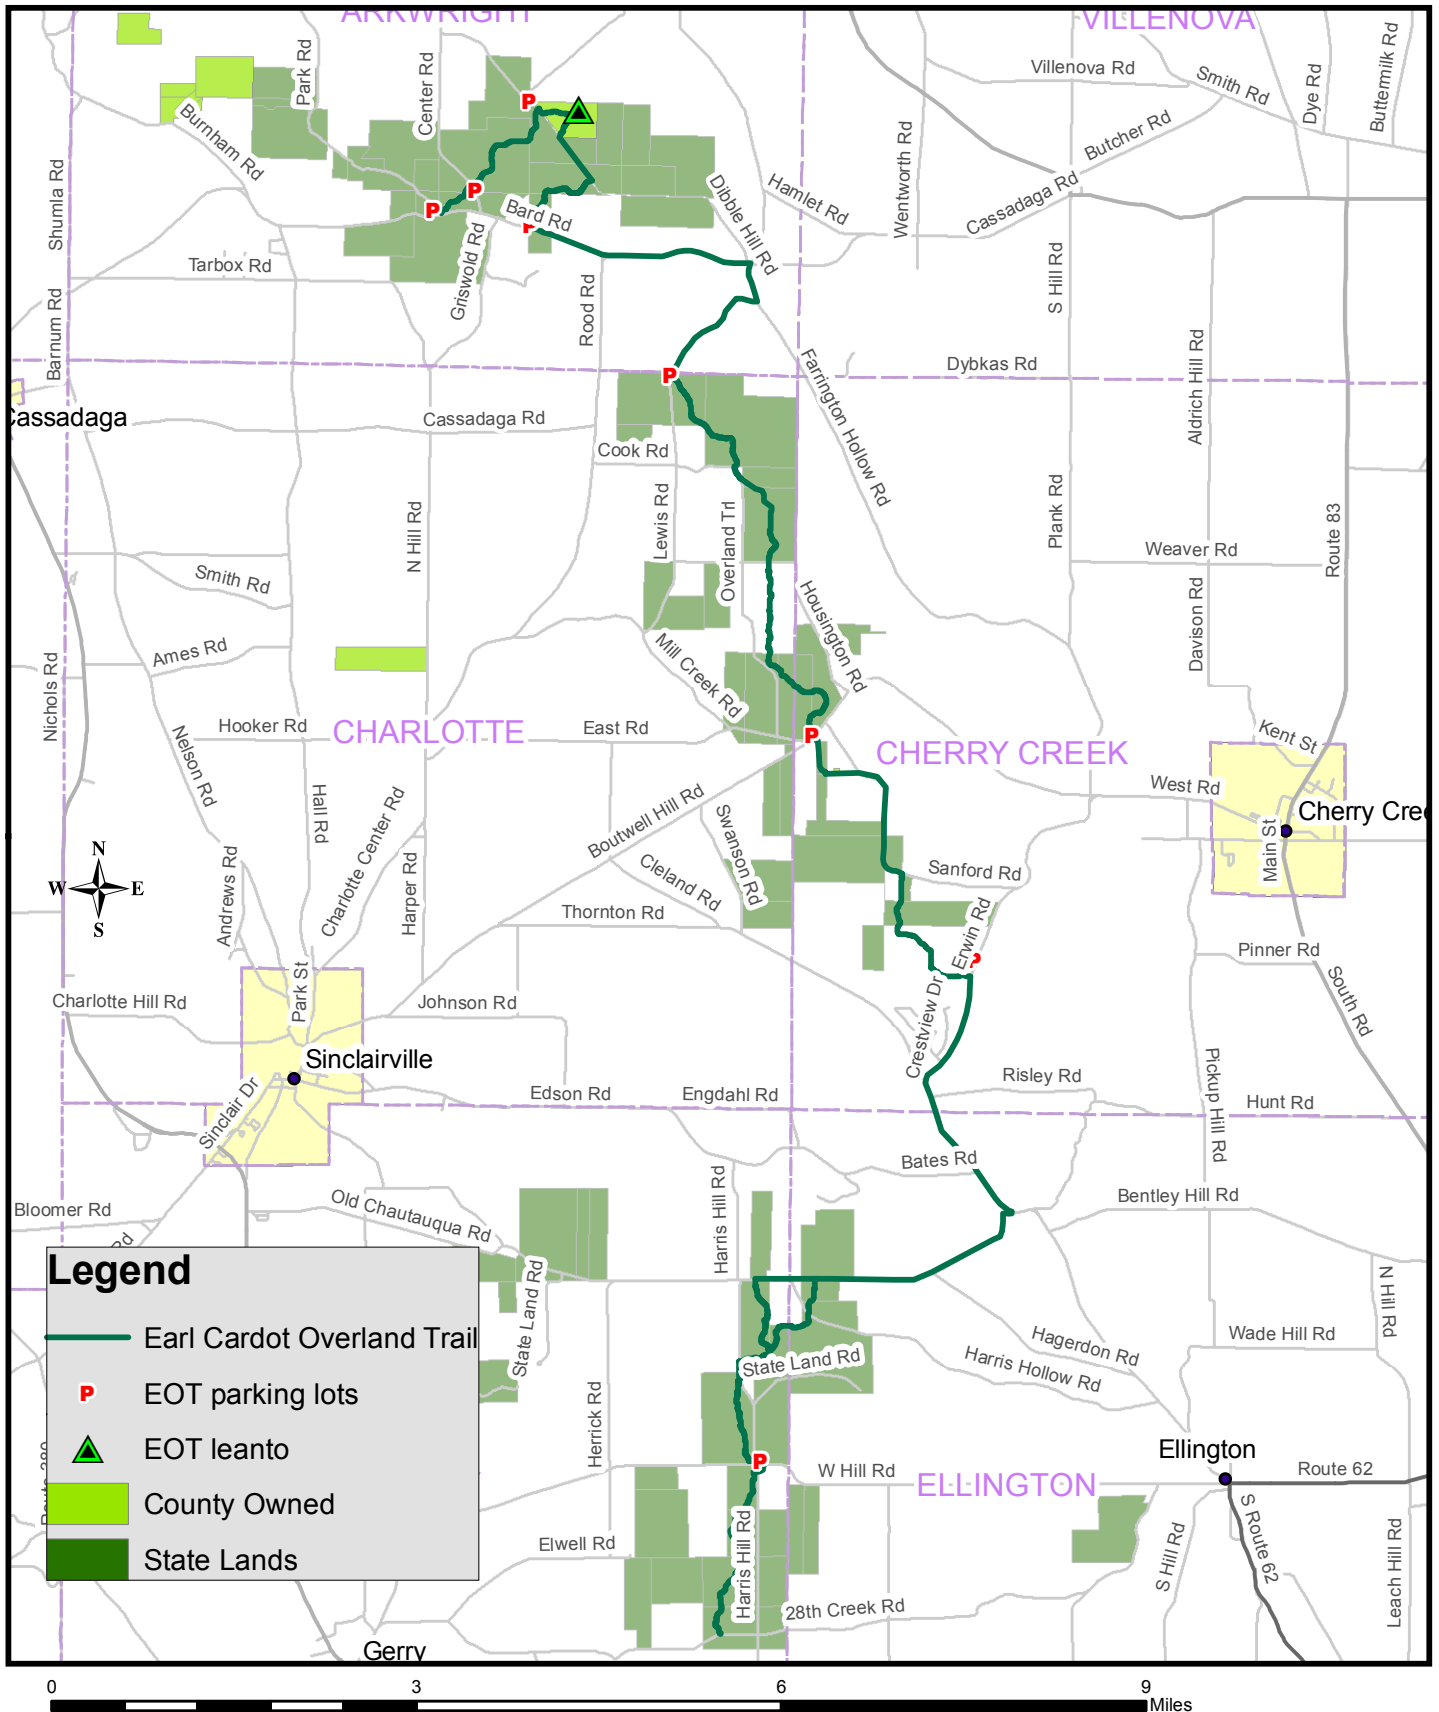 ARKWRIGHT
VILLENOVA
Park Rd
Center Rd
Villenova Rd
Smith Rd
Dye Rd
Buttermilk Rd
P
Burnham Rd
Butcher Rd
Wentworth Rd
Shumla Rd
P
P
Dibble Hill Rd
Hamlet Rd
Cassadaga Rd
Bard Rd
P
Griswold Rd
Tarbox Rd
Rood Rd
S Hill Rd
Barnum Rd
P
Farrington Hollow Rd
Dybkas Rd
Aldrich Hill Rd
Cassadaga
Cassadaga Rd
Cook Rd
Lewis Rd
Overland Trl
N Hill Rd
Plank Rd
Route 83
Weaver Rd
Smith Rd
Housington Rd
Davison Rd
Ames Rd
Mill Creek Rd
Nichols Rd
Hooker Rd
CHARLOTTE
East Rd
P
CHERRY CREEK
Kent St
Nelson Rd
West Rd
Hall Rd
Charlotte Center Rd
Boutwell Hill Rd
Swanson Rd
Cherry Cree
Main St
N
W
E
S
Andrews Rd
Harper Rd
Cleland Rd
Sanford Rd
Thornton Rd
Erwin Rd
P
Pinner Rd
Park St
Charlotte Hill Rd
Johnson Rd
Crestview Dr
South Rd
Sinclairville
Edson Rd
Engdahl Rd
Risley Rd
Pickup Hill Rd
Hunt Rd
Sinclair Dr
Bates Rd
Bloomer Rd
Old Chautauqua Rd
Harris Hill Rd
Bentley Hill Rd
Rd
Legend
Earl Cardot Overland Trail
EOT parking lots
P
EOT leanto
County Owned
State Lands
State Land Rd
Herrick Rd
State Land Rd
Hagerdon Rd
Harris Hollow Rd
Wade Hill Rd
N Hill Rd
P
W Hill Rd
ELLINGTON
Ellington
Route 62
S Route 62
Elwell Rd
Harris Hill Rd
28th Creek Rd
S Hill Rd
Leach Hill Rd
Gerry
0
3
6
9
Miles